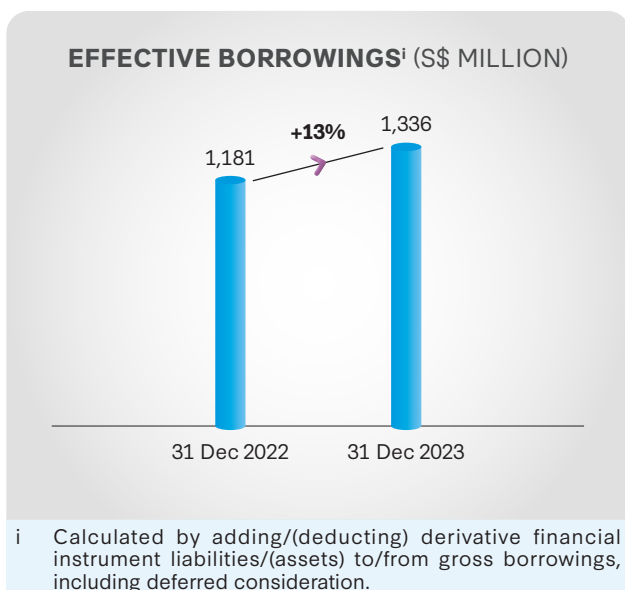 EFFECTIVE BORROWINGSⁱ (S$ MILLION)
+13%
1,336
1,181
31 Dec 2022
31 Dec 2023
i Calculated by adding/(deducting) derivative financial
instrument liabilities/(assets) to/from gross borrowings,
including deferred consideration.